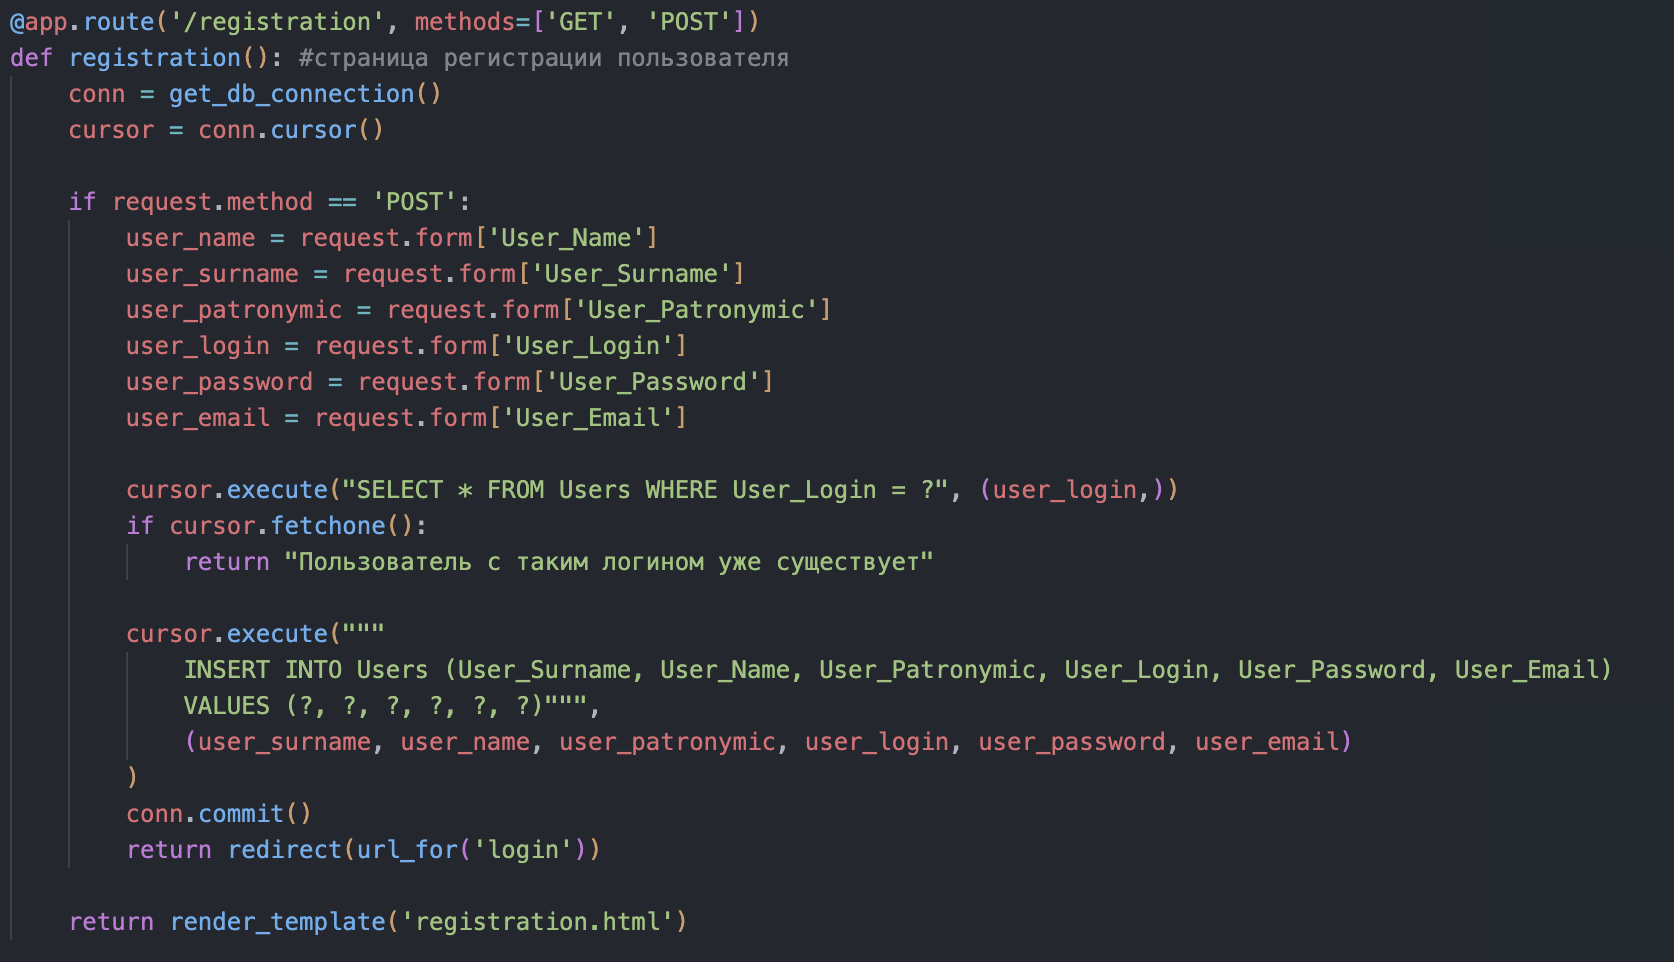 @app.route('/registration', methods=['GET', 'POST'])
def registration(): #страница регистрации пользователя
    conn = get_db_connection()
    cursor = conn.cursor()

    if request.method == 'POST':
        user_name = request.form['User_Name']
        user_surname = request.form['User_Surname']
        user_patronymic = request.form['User_Patronymic']
        user_login = request.form['User_Login']
        user_password = request.form['User_Password']
        user_email = request.form['User_Email']

        cursor.execute("SELECT * FROM Users WHERE User_Login = ?", (user_login,))
        if cursor.fetchone():
            return "Пользователь с таким логином уже существует"

        cursor.execute("""
            INSERT INTO Users (User_Surname, User_Name, User_Patronymic, User_Login, User_Password, User_Email)
            VALUES (?, ?, ?, ?, ?, ?)""",
            (user_surname, user_name, user_patronymic, user_login, user_password, user_email)
        )
        conn.commit()
        return redirect(url_for('login'))

    return render_template('registration.html')